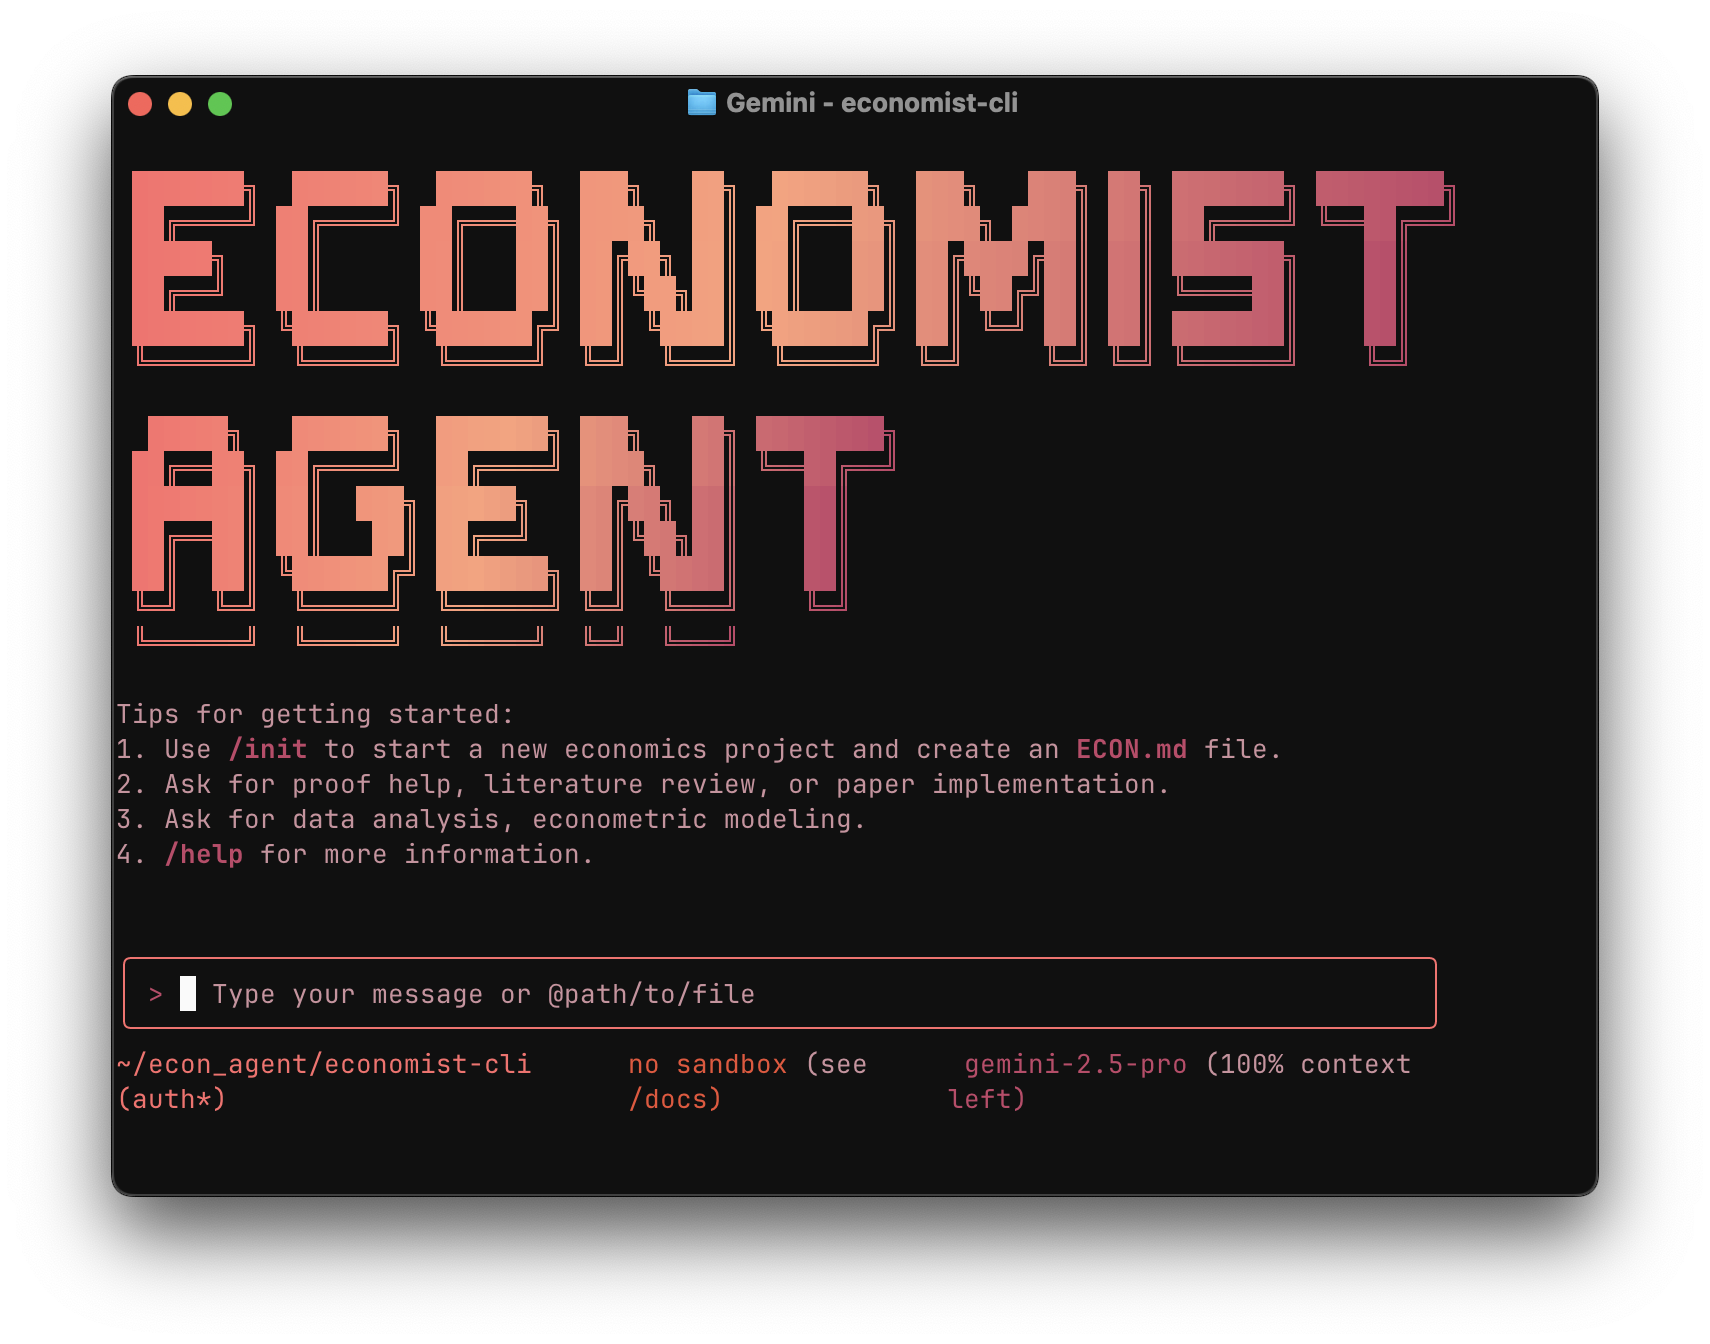 Gemini - economist-cli
ECONOMIST
AGENT
Tips for getting started:
1. Use /init to start a new economics project and create an ECON.md file.
2. Ask for proof help, literature review, or paper implementation.
3. Ask for data analysis, econometric modeling.
4. /help for more information.
> Type your message or @path/to/file
~/econ_agent/economist-cli no sandbox (see gemini-2.5-pro (100% context
(auth*) /docs) left)